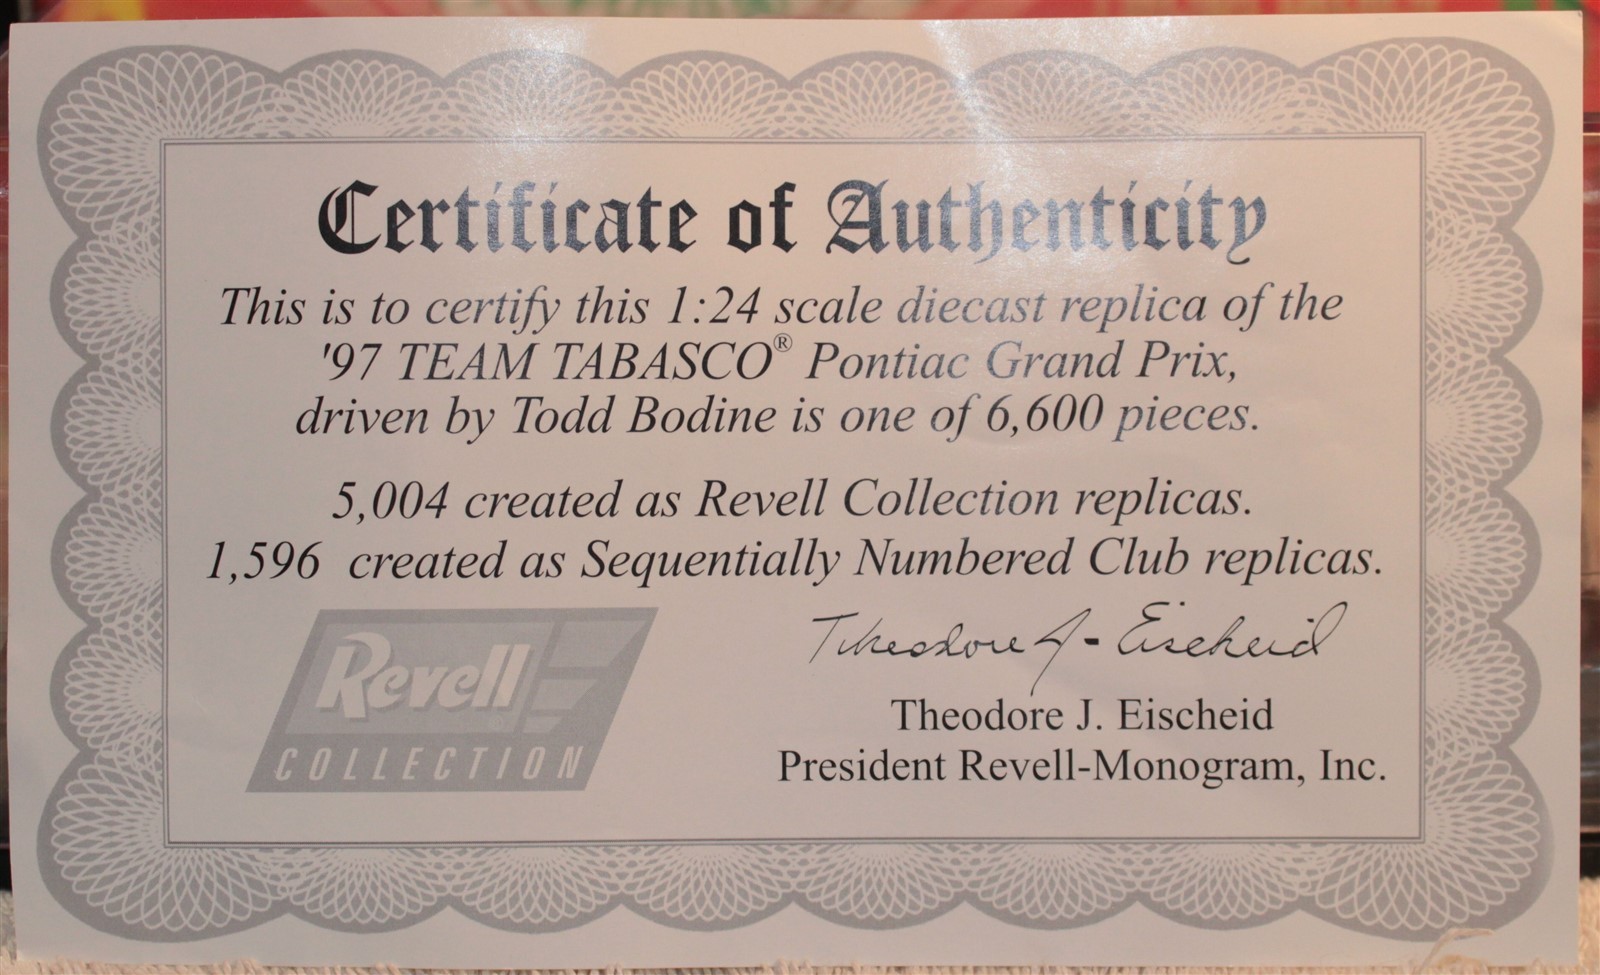 Certificate of Authenticity
This is to certify this 1:24 scale diecast replica of the
'97 TEAM TABASCO® Pontiac Grand Prix,
driven by Todd Bodine is one of 6,600 pieces.
5,004 created as Revell Collection replicas.
1,596 created as Sequentially Numbered Club replicas.
Revell
COLLECTION
Theodore J. Eischeid
Theodore J. Eischeid
President Revell-Monogram, Inc.